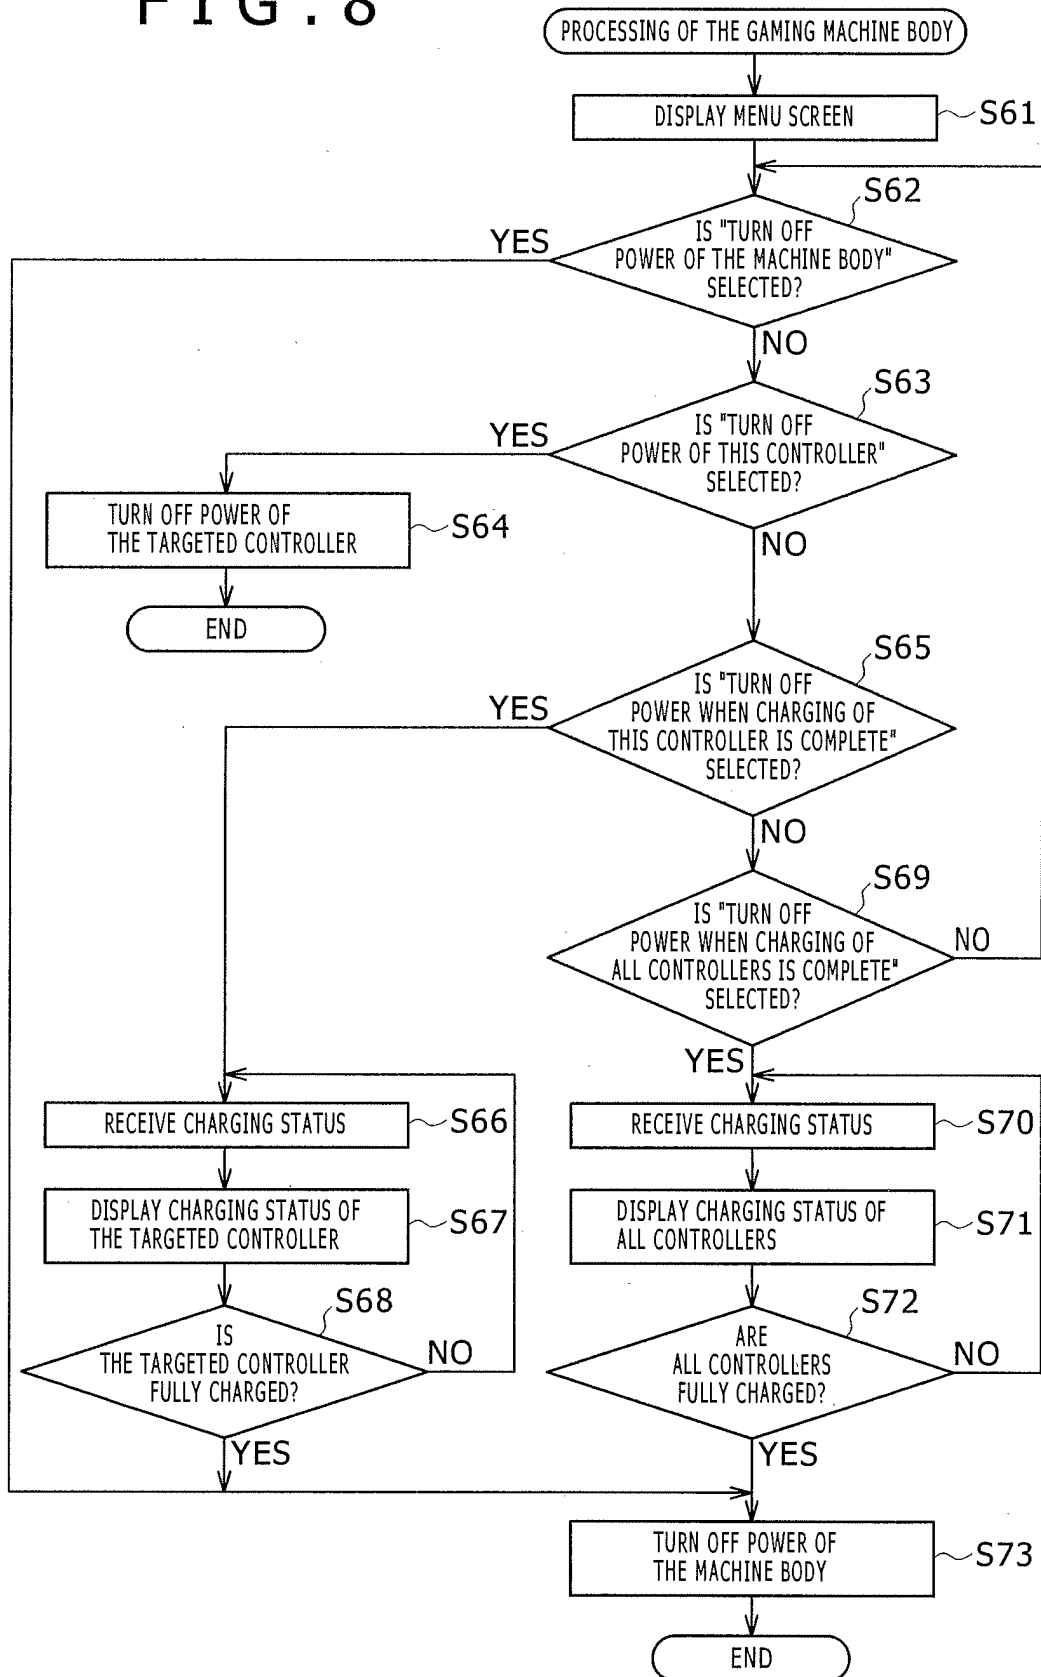 FIG.8
PROCESSING OF THE GAMING MACHINE BODY
DISPLAY MENU SCREEN
S61
S62
IS "TURN OFF
POWER OF THE MACHINE BODY"
SELECTED?
YES
NO
S63
IS "TURN OFF
POWER OF THIS CONTROLLER"
SELECTED?
YES
NO
TURN OFF POWER OF
THE TARGETED CONTROLLER
S64
END
S65
IS "TURN OFF
POWER WHEN CHARGING OF
THIS CONTROLLER IS COMPLETE"
SELECTED?
YES
NO
S69
IS "TURN OFF
POWER WHEN CHARGING OF
ALL CONTROLLERS IS COMPLETE"
SELECTED?
NO
YES
RECEIVE CHARGING STATUS
S66
DISPLAY CHARGING STATUS OF
THE TARGETED CONTROLLER
S67
S68
IS
THE TARGETED CONTROLLER
FULLY CHARGED?
NO
YES
RECEIVE CHARGING STATUS
S70
DISPLAY CHARGING STATUS OF
ALL CONTROLLERS
S71
S72
ARE
ALL CONTROLLERS
FULLY CHARGED?
NO
YES
TURN OFF POWER OF
THE MACHINE BODY
S73
END